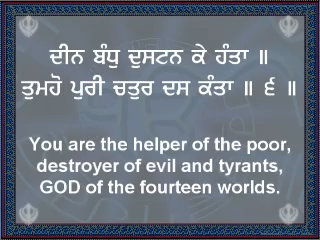 ਦੀਨ ਬੰਧੁ ਦੁਸਟਨ ਕੇ ਹੰਤਾ ॥
ਤੁਮਹੋ ਪੁਰੀ ਚਤੁਰ ਦਸ ਕੰਤਾ ॥ ੬ ॥
You are the helper of the poor,
destroyer of evil and tyrants,
GOD of the fourteen worlds.